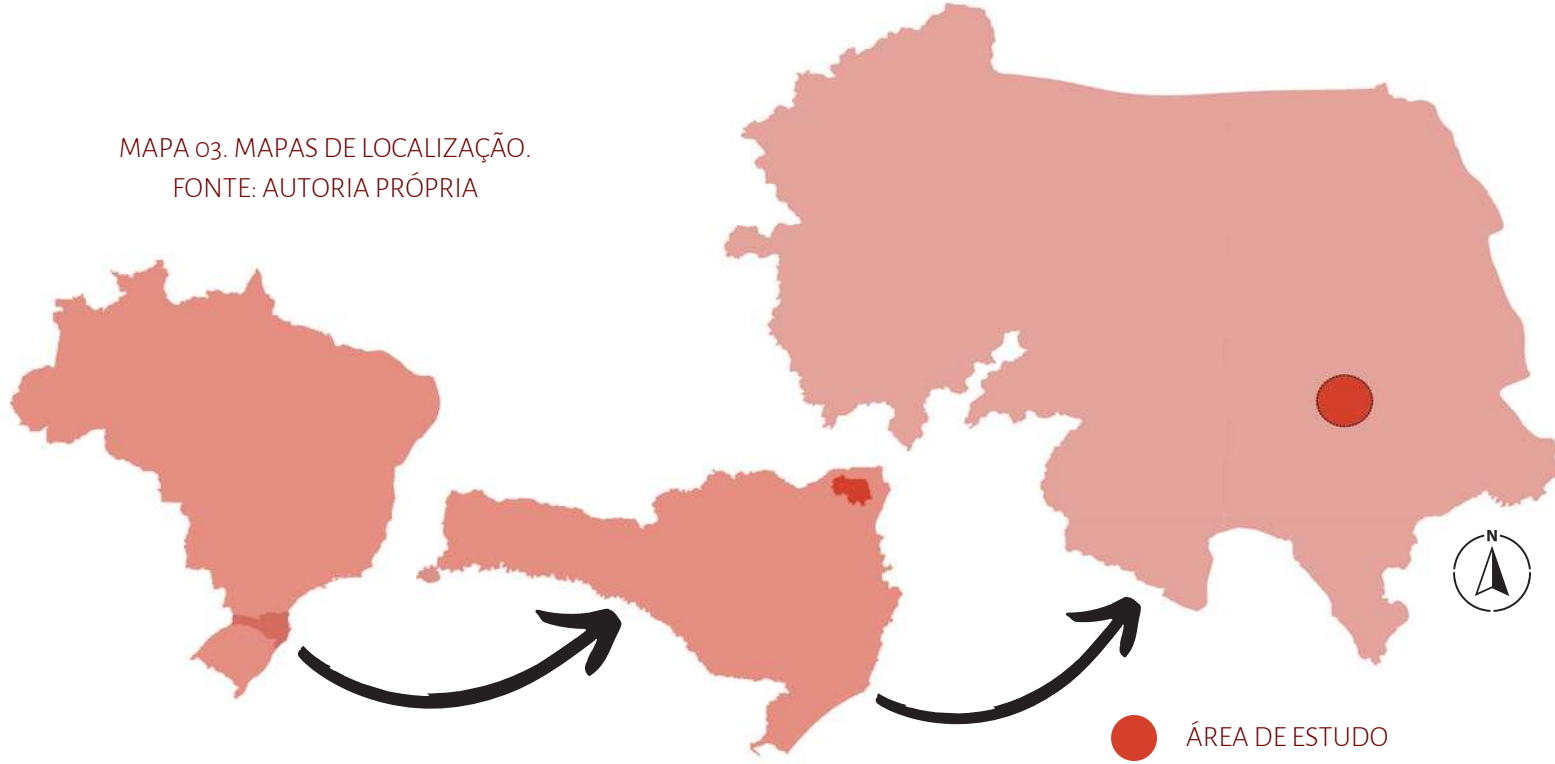 MAPA 03. MAPAS DE LOCALIZAÇÃO.
FONTE: AUTORIA PRÓPRIA
N
ÁREA DE ESTUDO